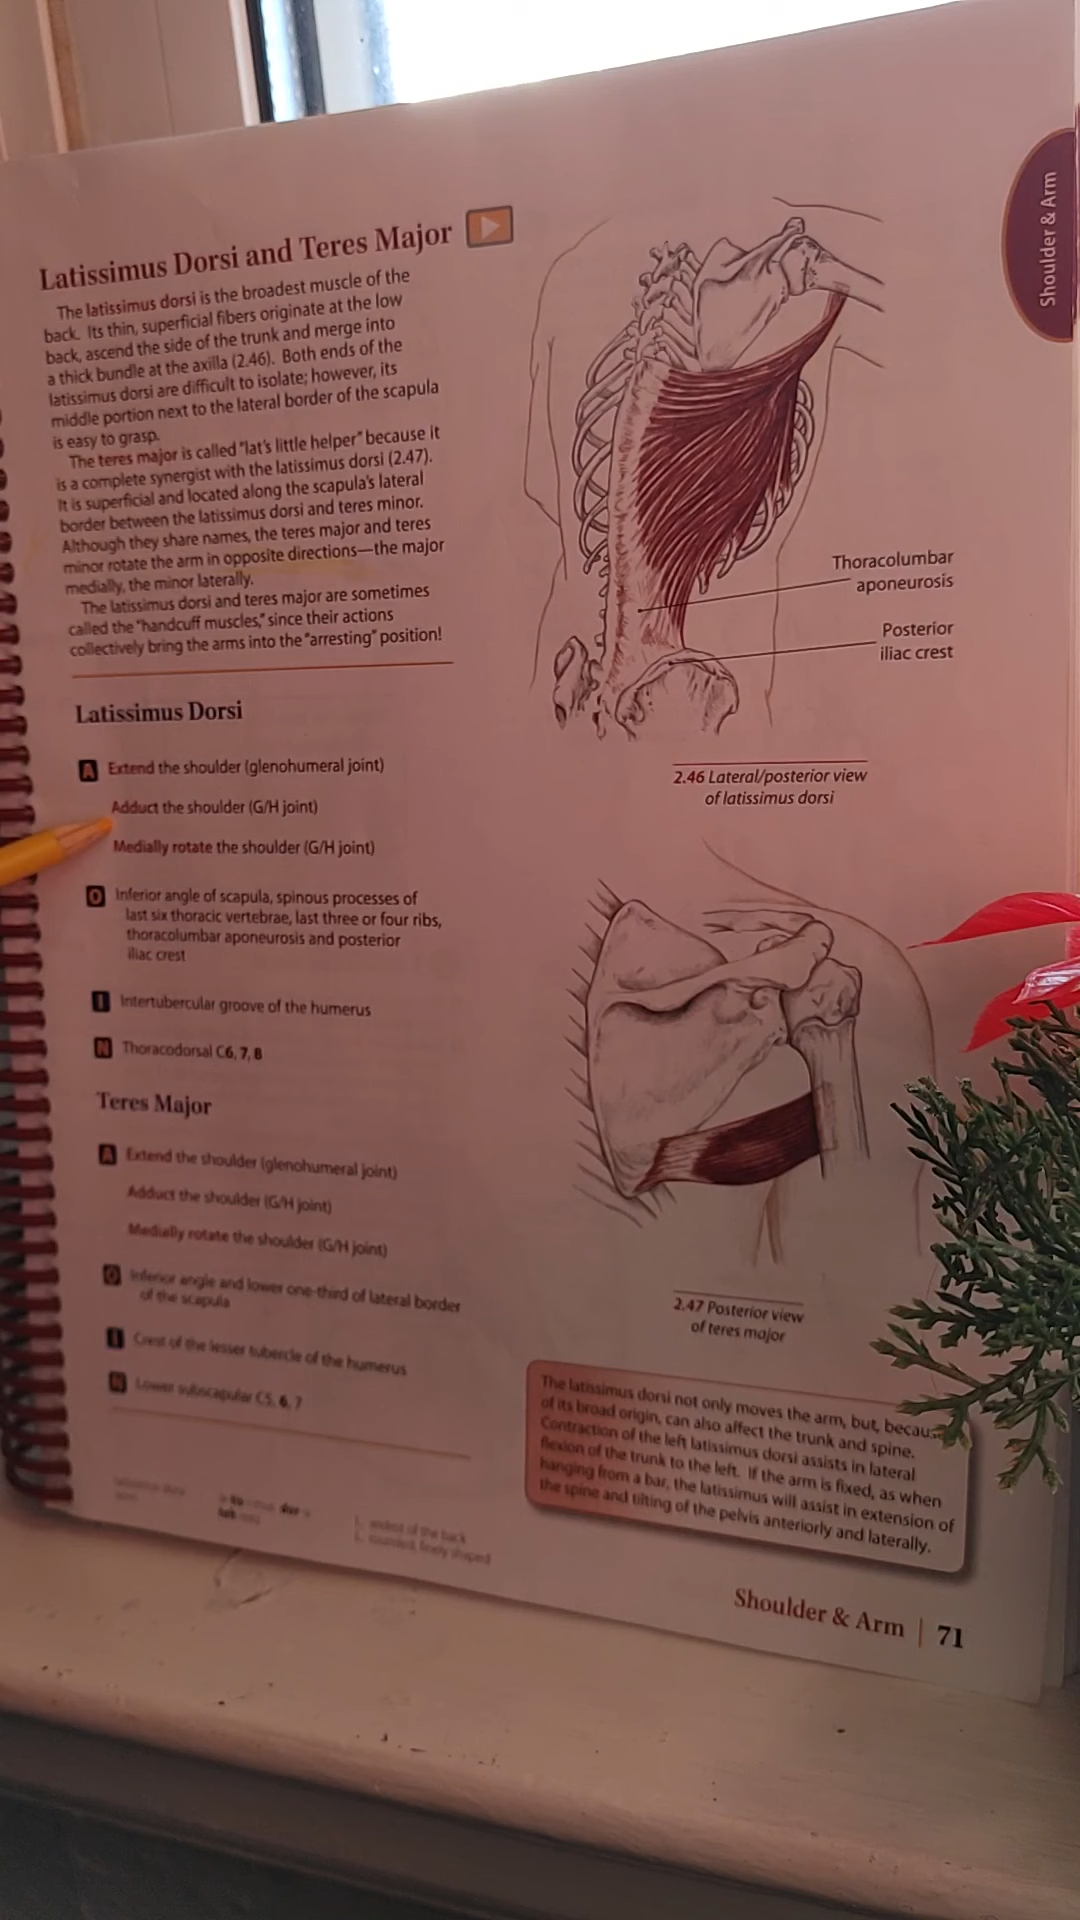 Shoulder & Arm
Latissimus Dorsi and Teres Major
The latissimus dorsi is the broadest muscle of the
back. Its thin, superficial fibers originate at the low
back, ascend the side of the trunk and merge into
a thick bundle at the axilla (2.46). Both ends of the
latissimus dorsi are difficult to isolate; however, its
middle portion next to the lateral border of the scapula
is easy to grasp.
The teres major is called "lat's little helper" because it
is a complete synergist with the latissimus dorsi (2.47).
It is superficial and located along the scapula's lateral
border between the latissimus dorsi and teres minor.
Although they share names, the teres major and teres
minor rotate the arm in opposite directions—the major
medially, the minor laterally.
The latissimus dorsi and teres major are sometimes
called the "handcuff muscles," since their actions
collectively bring the arms into the "arresting" position!
Latissimus Dorsi
A Extend the shoulder (glenohumeral joint)
Adduct the shoulder (G/H joint)
Medially rotate the shoulder (G/H joint)
O Inferior angle of scapula, spinous processes of
last six thoracic vertebrae, last three or four ribs,
thoracolumbar aponeurosis and posterior
iliac crest
I Intertubercular groove of the humerus
N Thoracodorsal C6, 7, 8
Teres Major
A Extend the shoulder (glenohumeral joint)
Adduct the shoulder (G/H joint)
Medially rotate the shoulder (G/H joint)
O Inferior angle and lower one-third of lateral border
of the scapula
I Crest of the lesser tubercle of the humerus
N Lower subscapular C5, 6, 7
L. widest of the back
L. rounded, finely shaped
Thoracolumbar
aponeurosis
Posterior
iliac crest
2.46 Lateral/posterior view
of latissimus dorsi
2.47 Posterior view
of teres major
The latissimus dorsi not only moves the arm, but,
of its broad origin, can also affect the trunk and spine.
Contraction of the left latissimus dorsi assists in lateral
flexion of the trunk to the left. If the arm is fixed, as when
hanging from a bar, the latissimus will assist in extension of
the spine and tilting of the pelvis anteriorly and laterally.
Shoulder & Arm | 71